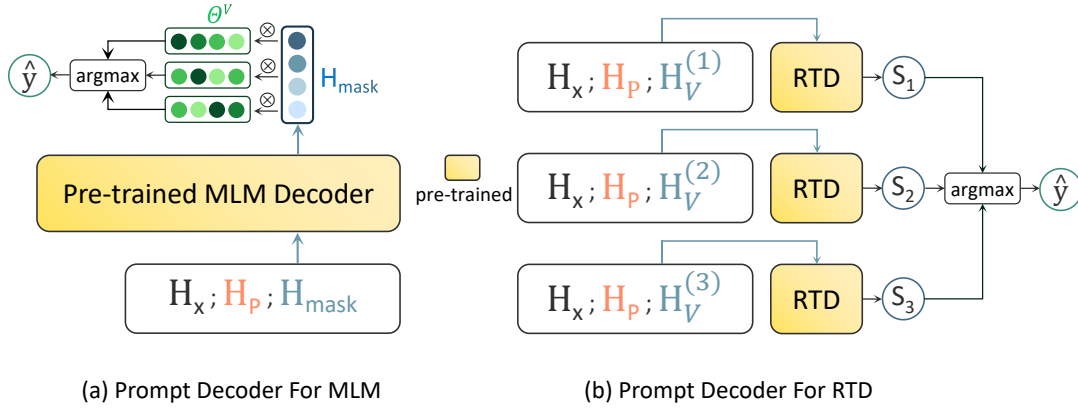 Θ^V
ŷ
argmax
⊗
⊗
⊗
H_mask
Pre-trained MLM Decoder
H_x ; H_P ; H_mask
(a) Prompt Decoder For MLM
pre-trained
H_x ; H_P ; H_V^(1)
RTD
S_1
H_x ; H_P ; H_V^(2)
RTD
S_2
argmax
ŷ
H_x ; H_P ; H_V^(3)
RTD
S_3
(b) Prompt Decoder For RTD